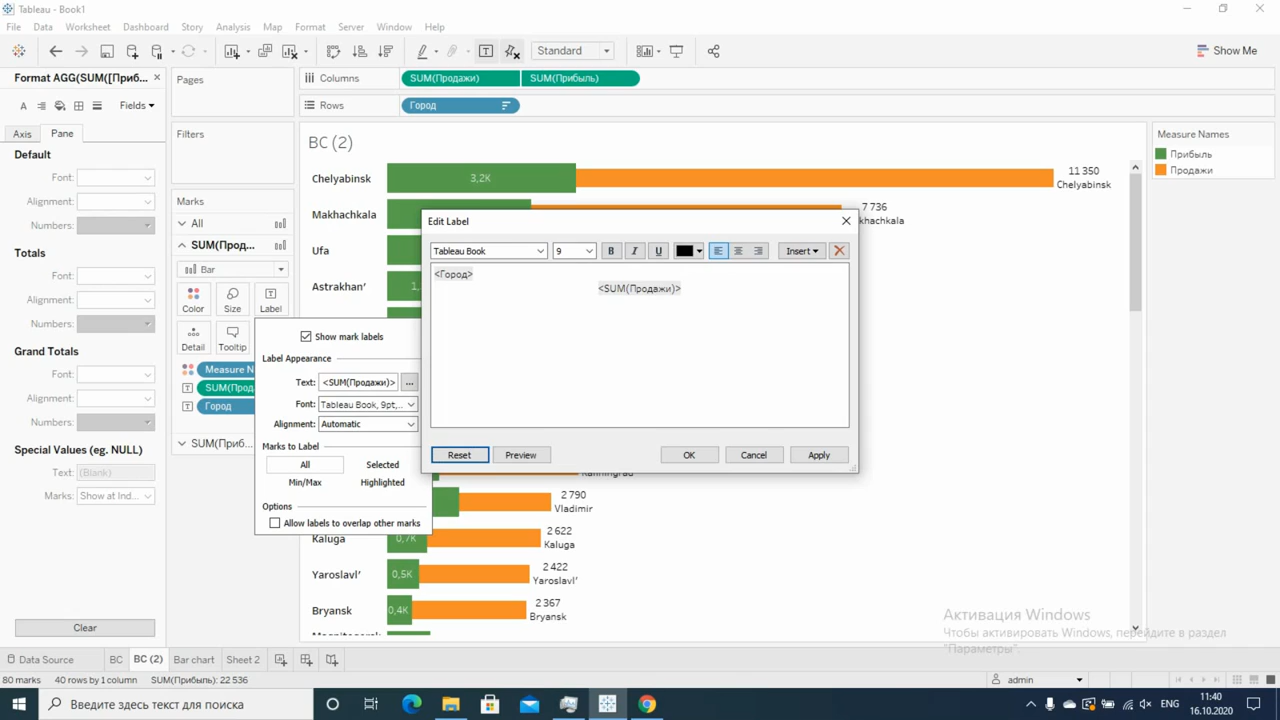 Tableau - Book1
File Data Worksheet Dashboard Story Analysis Map Format Server Window Help
Standard
Show Me
Format AGG(SUM([Приб...
Fields
Axis Pane
Default
Font:
Alignment:
Numbers:
Totals
Font:
Alignment:
Numbers:
Grand Totals
Font:
Alignment:
Numbers:
Special Values (eg. NULL)
Text: (Blank)
Marks: Show at Ind...
Clear
Pages
Filters
Marks
All
SUM(Прод...
Bar
Color Size Label
Detail Tooltip
Measure N
SUM(Прод
Город
SUM(Приб...
Columns SUM(Продажи) SUM(Прибыль)
Rows Город
BC (2)
Chelyabinsk 3,2K 11 350
Chelyabinsk
Makhachkala 7 736
khachkala
Ufa
Astrakhan’ 1,
Kaliningrad
2 790
Vladimir
Kaluga 0,7K 2 622
Kaluga
Yaroslavl’ 0,5K 2 422
Yaroslavl’
Bryansk 0,4K 2 367
Bryansk
Magnitogorsk
Measure Names
Прибыль
Продажи
Show mark labels
Label Appearance
Text: <SUM(Продажи)> ...
Font: Tableau Book, 9pt,...
Alignment: Automatic
Marks to Label
All Selected
Min/Max Highlighted
Options
Allow labels to overlap other marks
Edit Label
Tableau Book 9 B I U Insert
<Город>
<SUM(Продажи)>
Reset Preview OK Cancel Apply
Активация Windows
Чтобы активировать Windows, перейдите в раздел
"Параметры".
Data Source BC BC (2) Bar chart Sheet 2
80 marks 40 rows by 1 column SUM(Прибыль): 22 536 admin
Введите здесь текст для поиска
ENG
11:40
16.10.2020